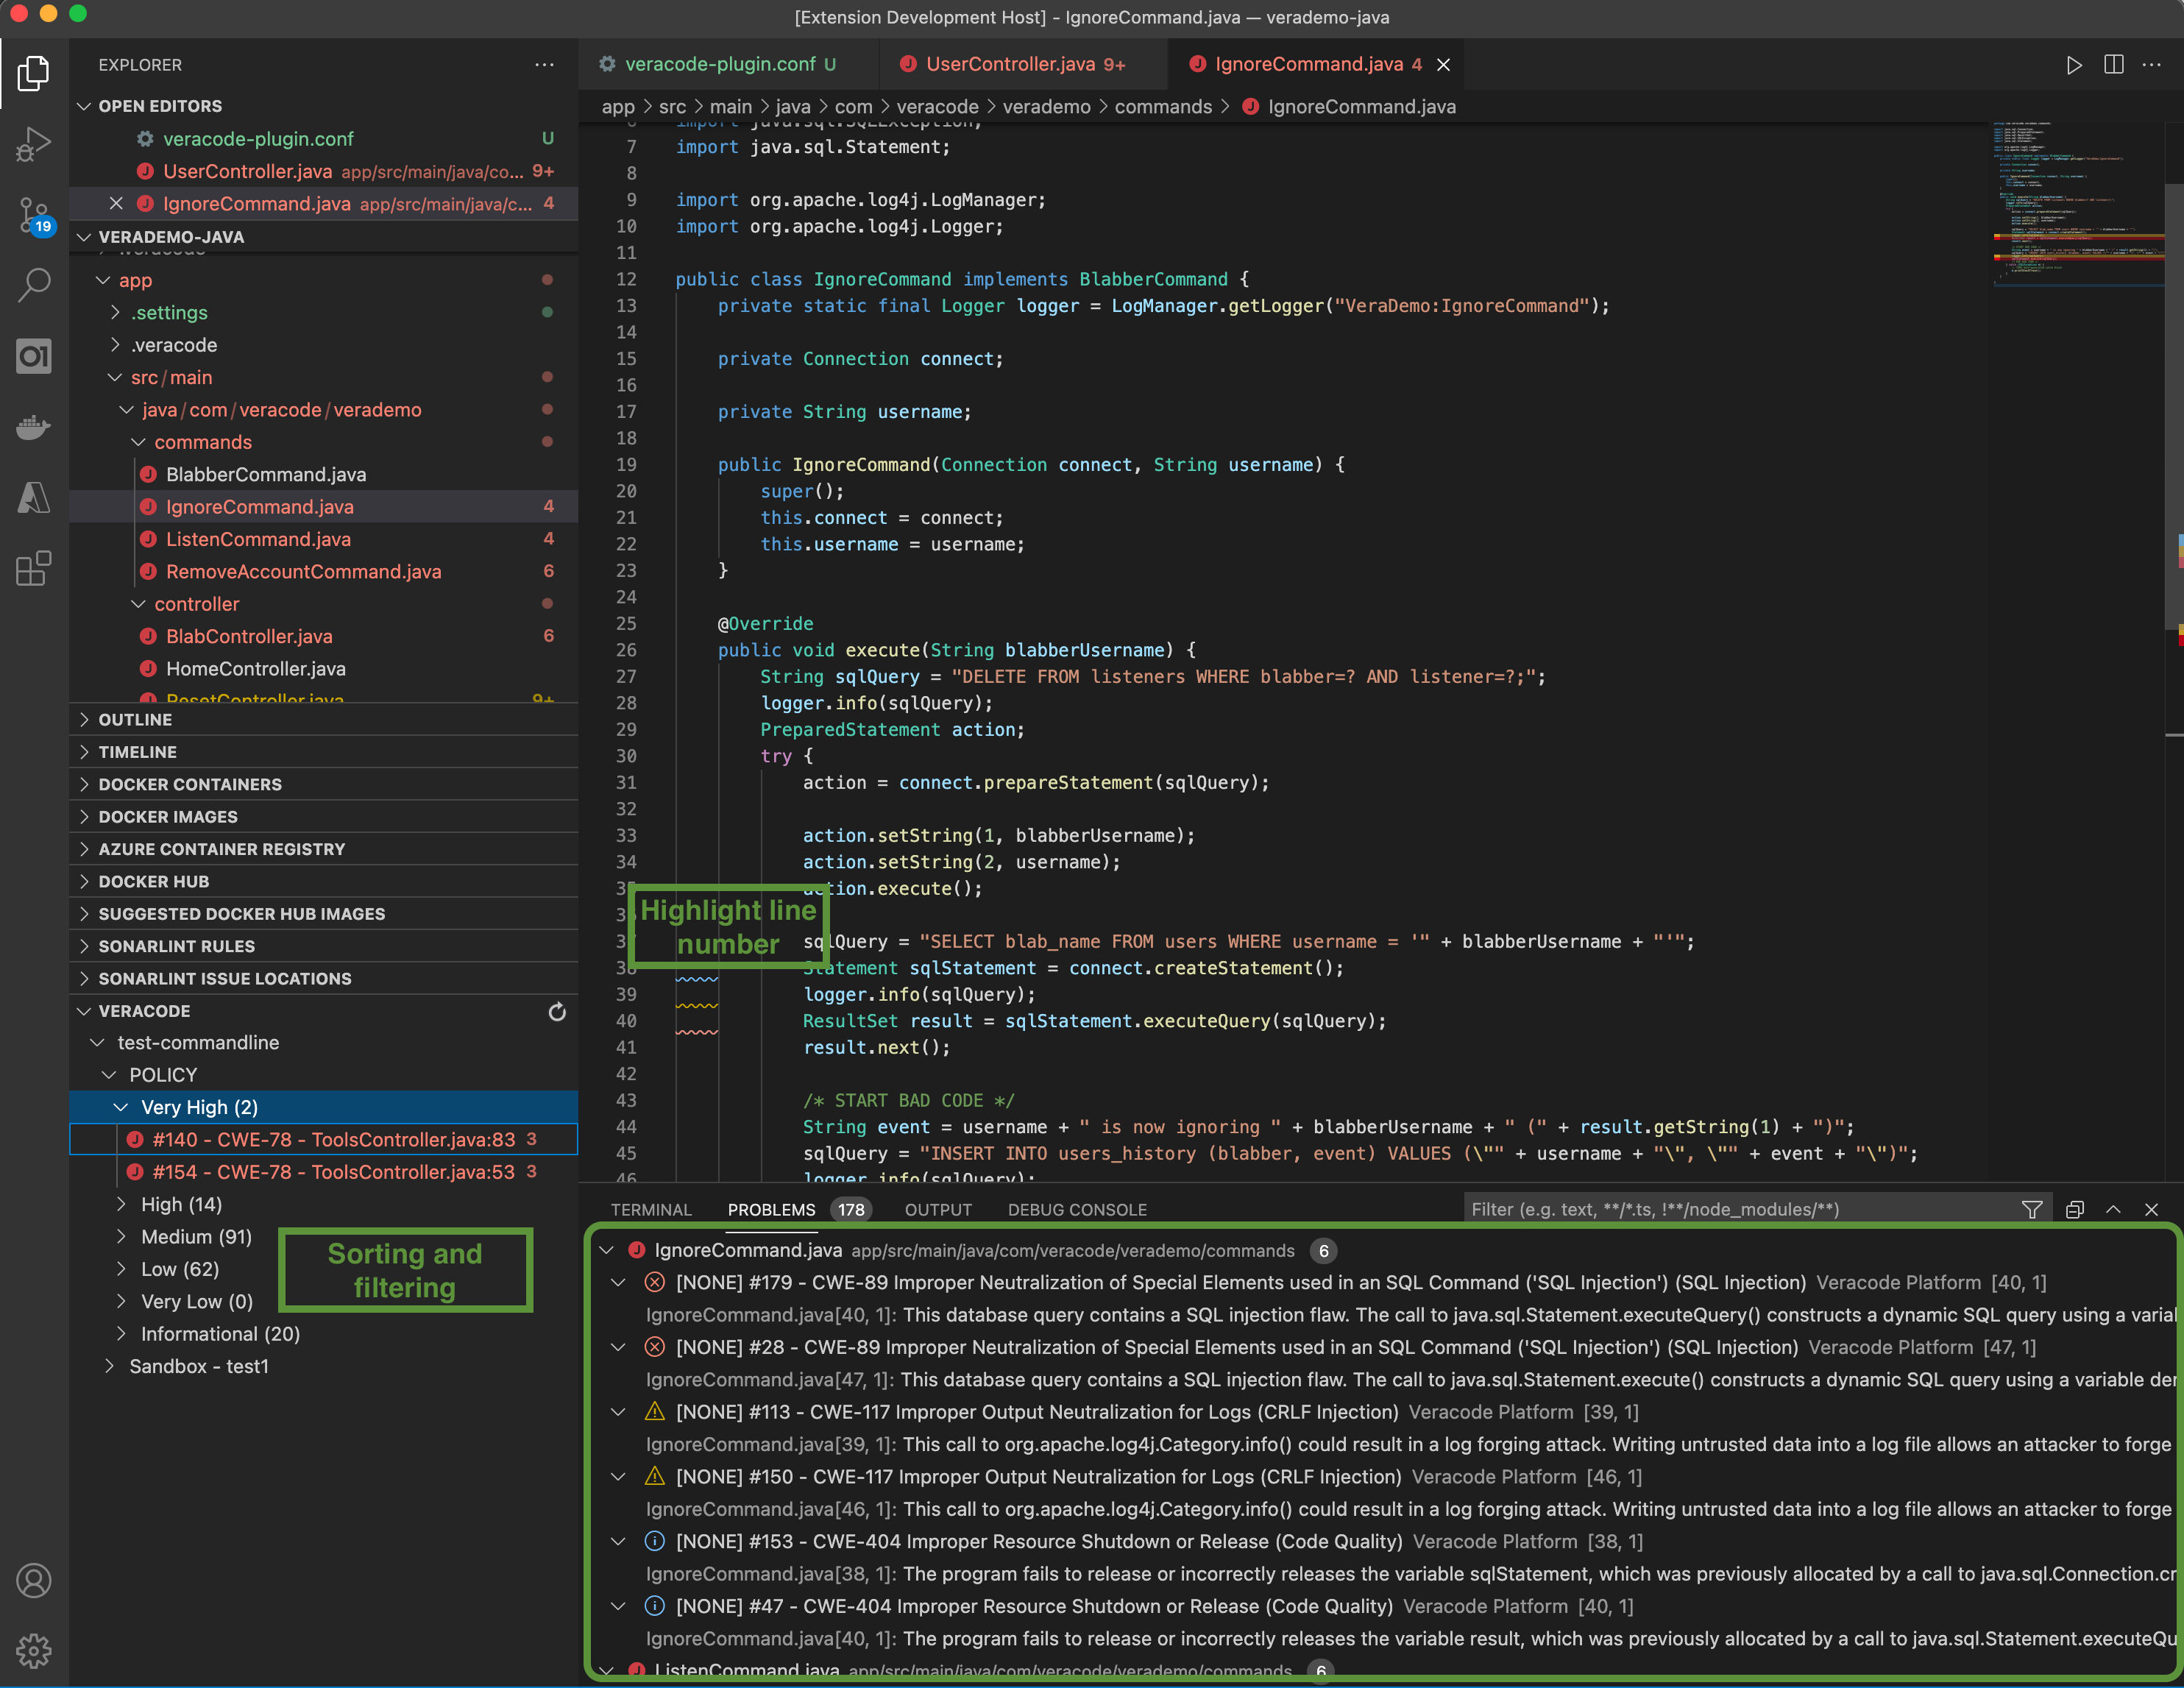 [Extension Development Host] - IgnoreCommand.java — verademo-java
EXPLORER
OPEN EDITORS
veracode-plugin.conf U
UserController.java app/src/main/java/co... 9+
IgnoreCommand.java app/src/main/java/c... 4
VERADEMO-JAVA
.veracode
app
.settings
.veracode
src/main
java/com/veracode/verademo
commands
BlabberCommand.java
IgnoreCommand.java 4
ListenCommand.java 4
RemoveAccountCommand.java 6
controller
BlabController.java 6
HomeController.java
ResetController.java 9+
OUTLINE
TIMELINE
DOCKER CONTAINERS
DOCKER IMAGES
AZURE CONTAINER REGISTRY
DOCKER HUB
SUGGESTED DOCKER HUB IMAGES
SONARLINT RULES
SONARLINT ISSUE LOCATIONS
VERACODE
test-commandline
POLICY
Very High (2)
#140 - CWE-78 - ToolsController.java:83 3
#154 - CWE-78 - ToolsController.java:53 3
High (14)
Medium (91)
Low (62)
Very Low (0)
Informational (20)
Sandbox - test1
Sorting and
filtering
19
veracode-plugin.conf U
UserController.java 9+
IgnoreCommand.java 4
app > src > main > java > com > veracode > verademo > commands > IgnoreCommand.java
6 import java.sql.SQLException;
7 import java.sql.Statement;
8
9 import org.apache.log4j.LogManager;
10 import org.apache.log4j.Logger;
11
12 public class IgnoreCommand implements BlabberCommand {
13 private static final Logger logger = LogManager.getLogger("VeraDemo:IgnoreCommand");
14
15 private Connection connect;
16
17 private String username;
18
19 public IgnoreCommand(Connection connect, String username) {
20 super();
21 this.connect = connect;
22 this.username = username;
23 }
24
25 @Override
26 public void execute(String blabberUsername) {
27 String sqlQuery = "DELETE FROM listeners WHERE blabber=? AND listener=?;";
28 logger.info(sqlQuery);
29 PreparedStatement action;
30 try {
31 action = connect.prepareStatement(sqlQuery);
32
33 action.setString(1, blabberUsername);
34 action.setString(2, username);
35 action.execute();
36
Highlight line
number
37 sqlQuery = "SELECT blab_name FROM users WHERE username = '" + blabberUsername + "'";
38 Statement sqlStatement = connect.createStatement();
39 logger.info(sqlQuery);
40 ResultSet result = sqlStatement.executeQuery(sqlQuery);
41 result.next();
42
43 /* START BAD CODE */
44 String event = username + " is now ignoring " + blabberUsername + " (" + result.getString(1) + ")";
45 sqlQuery = "INSERT INTO users_history (blabber, event) VALUES (\"" + username + "\", \"" + event + "\")";
46 logger.info(sqlQuery);
TERMINAL PROBLEMS 178 OUTPUT DEBUG CONSOLE Filter (e.g. text, **/*.ts, !**/node_modules/**)
IgnoreCommand.java app/src/main/java/com/veracode/verademo/commands 6
[NONE] #179 - CWE-89 Improper Neutralization of Special Elements used in an SQL Command ('SQL Injection') (SQL Injection) Veracode Platform [40, 1]
IgnoreCommand.java[40, 1]: This database query contains a SQL injection flaw. The call to java.sql.Statement.executeQuery() constructs a dynamic SQL query using a varial
[NONE] #28 - CWE-89 Improper Neutralization of Special Elements used in an SQL Command ('SQL Injection') (SQL Injection) Veracode Platform [47, 1]
IgnoreCommand.java[47, 1]: This database query contains a SQL injection flaw. The call to java.sql.Statement.execute() constructs a dynamic SQL query using a variable der
[NONE] #113 - CWE-117 Improper Output Neutralization for Logs (CRLF Injection) Veracode Platform [39, 1]
IgnoreCommand.java[39, 1]: This call to org.apache.log4j.Category.info() could result in a log forging attack. Writing untrusted data into a log file allows an attacker to forge
[NONE] #150 - CWE-117 Improper Output Neutralization for Logs (CRLF Injection) Veracode Platform [46, 1]
IgnoreCommand.java[46, 1]: This call to org.apache.log4j.Category.info() could result in a log forging attack. Writing untrusted data into a log file allows an attacker to forge
[NONE] #153 - CWE-404 Improper Resource Shutdown or Release (Code Quality) Veracode Platform [38, 1]
IgnoreCommand.java[38, 1]: The program fails to release or incorrectly releases the variable sqlStatement, which was previously allocated by a call to java.sql.Connection.cr
[NONE] #47 - CWE-404 Improper Resource Shutdown or Release (Code Quality) Veracode Platform [40, 1]
IgnoreCommand.java[40, 1]: The program fails to release or incorrectly releases the variable result, which was previously allocated by a call to java.sql.Statement.executeQu
ListenCommand.java app/src/main/java/com/veracode/verademo/commands 6